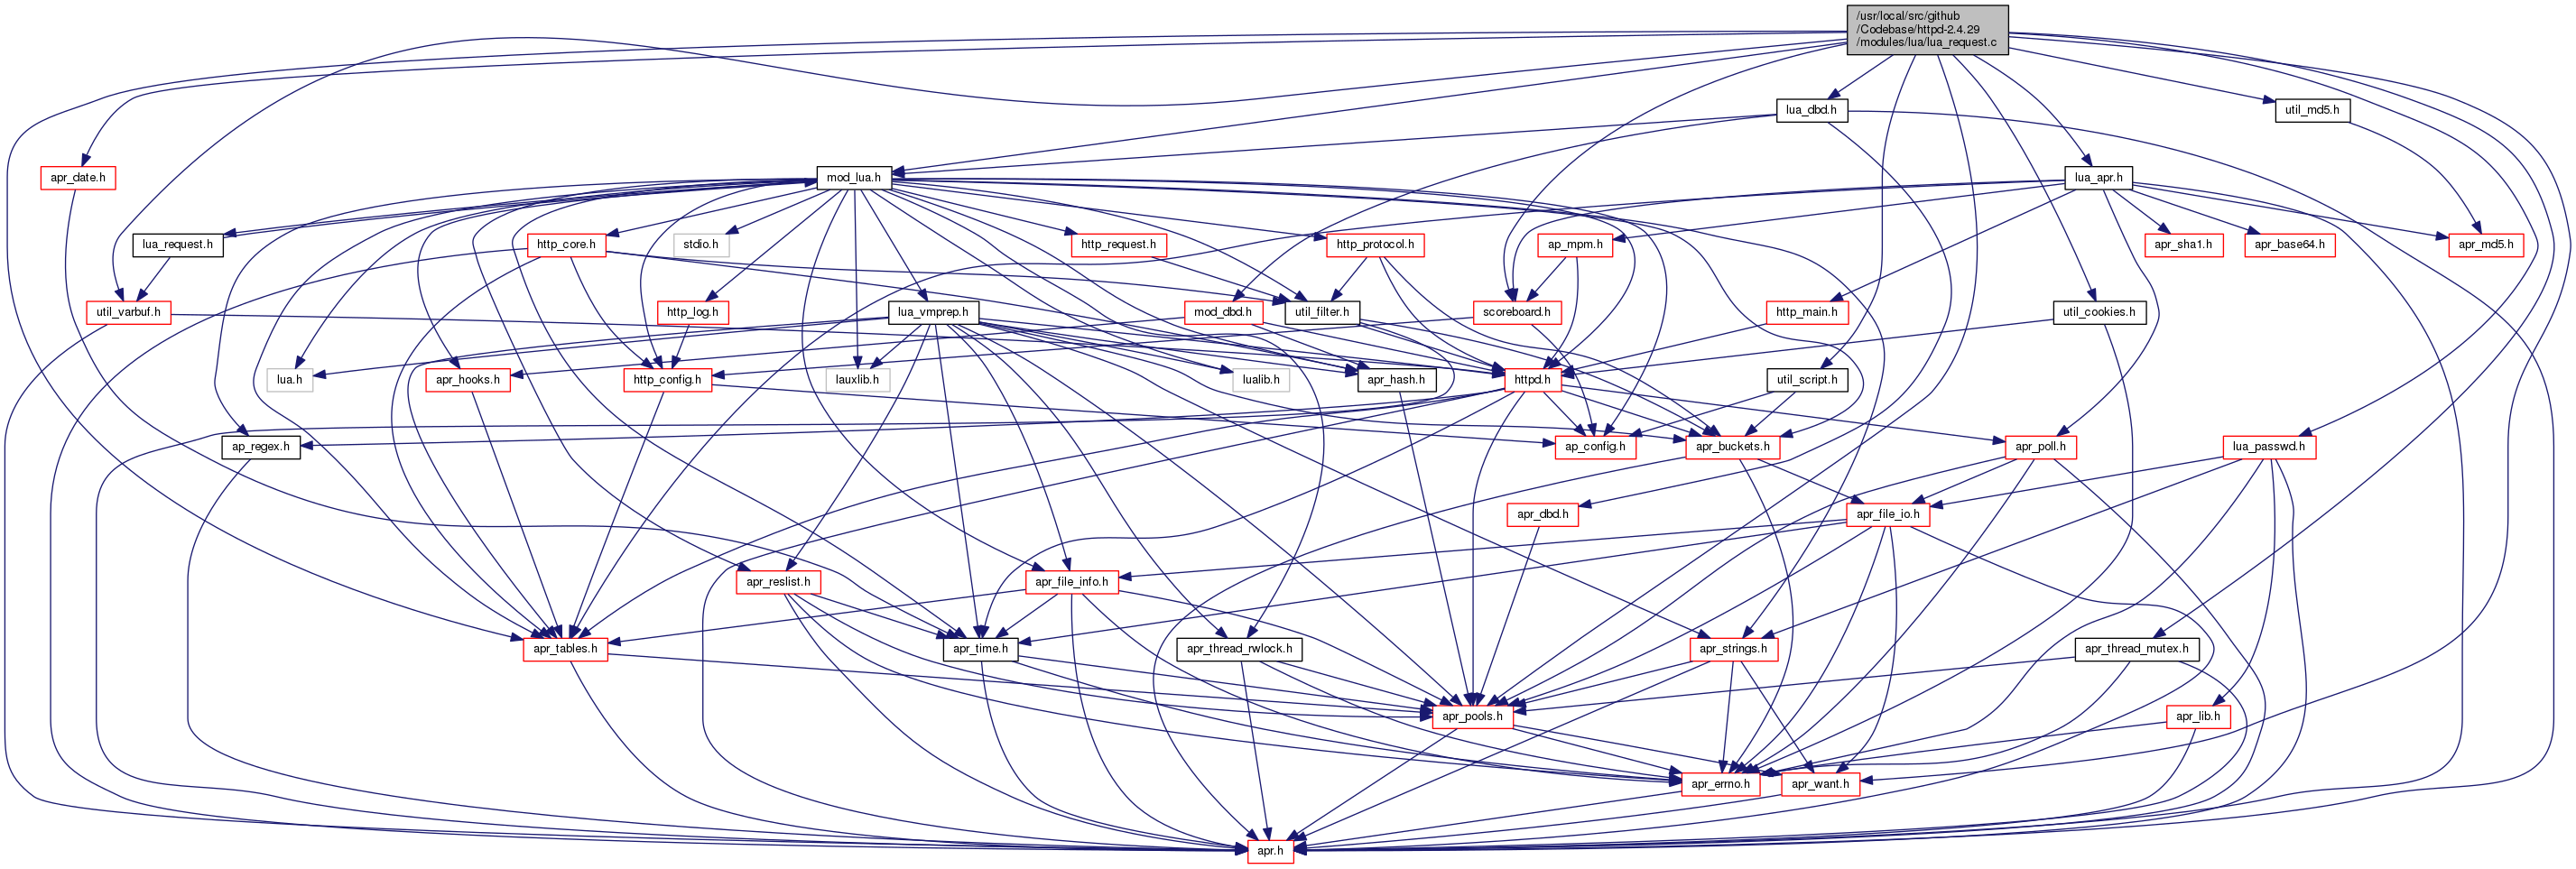 /usr/local/src/github
/Codebase/httpd-2.4.29
/modules/lua/lua_request.c
lua_dbd.h
util_md5.h
apr_date.h
mod_lua.h
lua_apr.h
lua_request.h
http_core.h
stdio.h
http_request.h
http_protocol.h
ap_mpm.h
apr_sha1.h
apr_base64.h
apr_md5.h
util_varbuf.h
http_log.h
lua_vmprep.h
mod_dbd.h
util_filter.h
scoreboard.h
http_main.h
util_cookies.h
lua.h
apr_hooks.h
http_config.h
lauxlib.h
lualib.h
apr_hash.h
httpd.h
util_script.h
ap_regex.h
ap_config.h
apr_buckets.h
apr_poll.h
lua_passwd.h
apr_dbd.h
apr_file_io.h
apr_reslist.h
apr_file_info.h
apr_tables.h
apr_time.h
apr_thread_rwlock.h
apr_strings.h
apr_thread_mutex.h
apr_pools.h
apr_lib.h
apr_errno.h
apr_want.h
apr.h